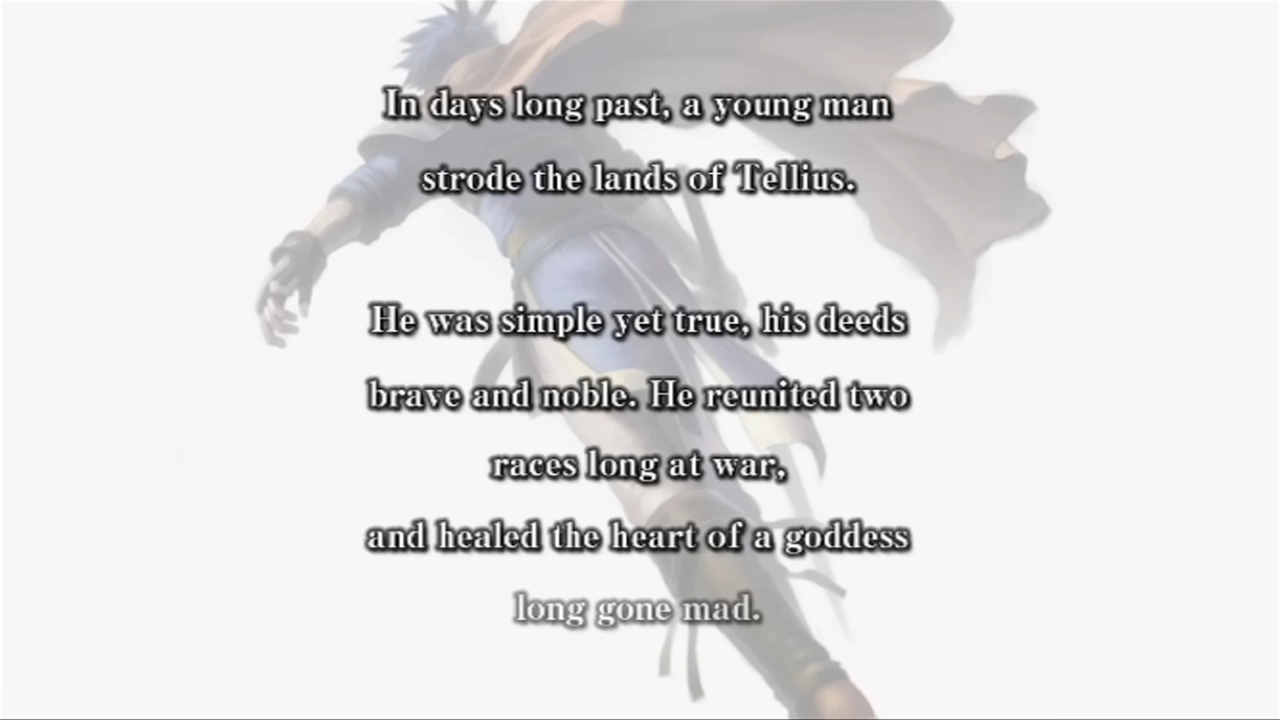 In days long past, a young man
strode the lands of Tellius.
He was simple yet true, his deeds
brave and noble. He reunited two
races long at war,
and healed the heart of a goddess
long gone mad.